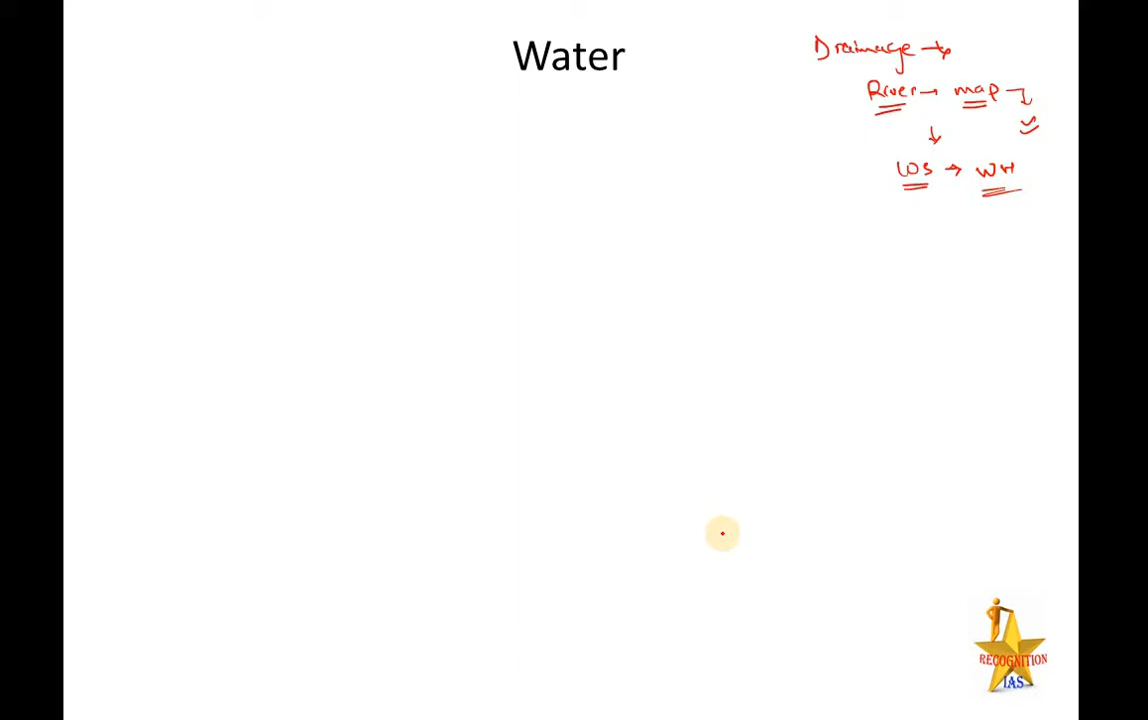 Water
Drainage →
River → map →
↓
WS → WH
RECOGNITION
IAS